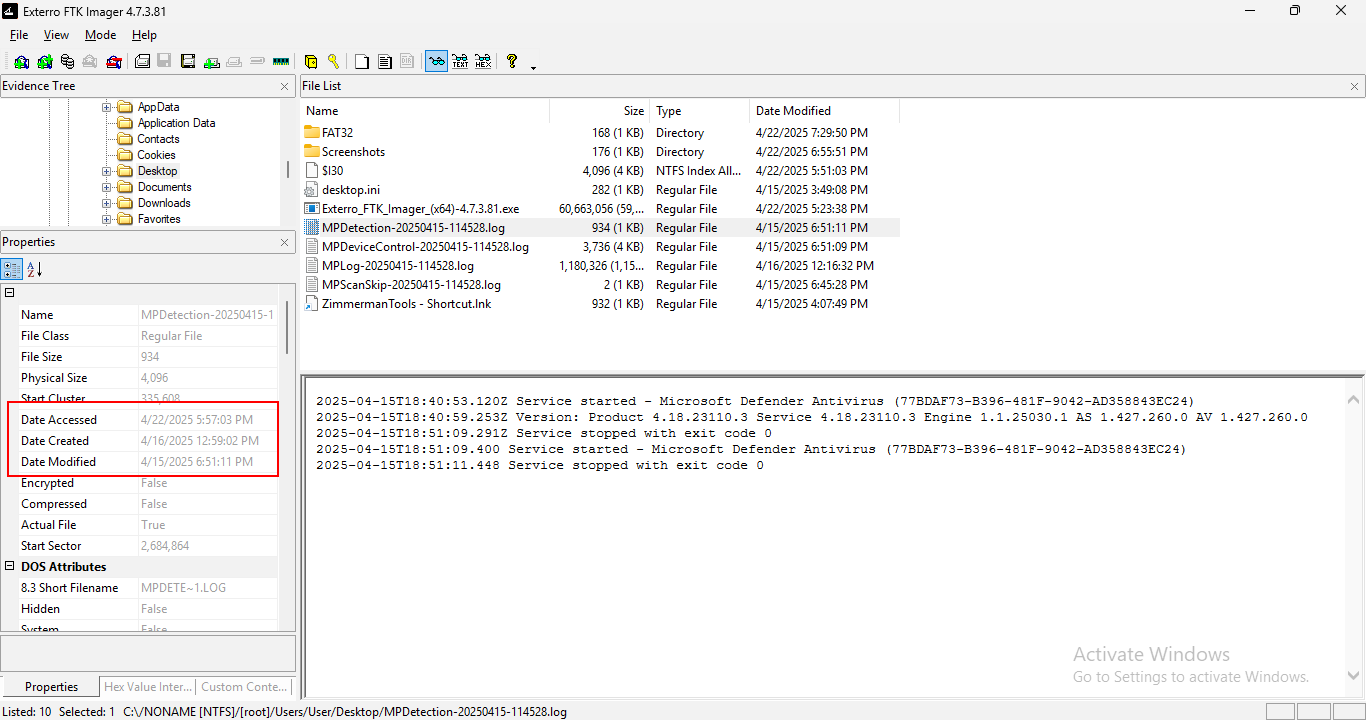 Exterro FTK Imager 4.7.3.81
File View Mode Help
Evidence Tree
AppData
Application Data
Contacts
Cookies
Desktop
Documents
Downloads
Favorites
Properties
Name MPDetection-20250415-1
File Class Regular File
File Size 934
Physical Size 4,096
Start Cluster 335,608
Date Accessed 4/22/2025 5:57:03 PM
Date Created 4/16/2025 12:59:02 PM
Date Modified 4/15/2025 6:51:11 PM
Encrypted False
Compressed False
Actual File True
Start Sector 2,684,864
DOS Attributes
8.3 Short Filename MPDETE~1.LOG
Hidden False
System False
Properties Hex Value Inter... Custom Conte...
File List
Name Size Type Date Modified
FAT32 168 (1 KB) Directory 4/22/2025 7:29:50 PM
Screenshots 176 (1 KB) Directory 4/22/2025 6:55:51 PM
$I30 4,096 (4 KB) NTFS Index All... 4/22/2025 5:51:03 PM
desktop.ini 282 (1 KB) Regular File 4/15/2025 3:49:08 PM
Exterro_FTK_Imager_(x64)-4.7.3.81.exe 60,663,056 (59,... Regular File 4/22/2025 5:23:38 PM
MPDetection-20250415-114528.log 934 (1 KB) Regular File 4/15/2025 6:51:11 PM
MPDeviceControl-20250415-114528.log 3,736 (4 KB) Regular File 4/15/2025 6:51:09 PM
MPLog-20250415-114528.log 1,180,326 (1,15... Regular File 4/16/2025 12:16:32 PM
MPScanSkip-20250415-114528.log 2 (1 KB) Regular File 4/15/2025 6:45:28 PM
ZimmermanTools - Shortcut.lnk 932 (1 KB) Regular File 4/15/2025 4:07:49 PM
2025-04-15T18:40:53.120Z Service started - Microsoft Defender Antivirus (77BDAF73-B396-481F-9042-AD358843EC24)
2025-04-15T18:40:59.253Z Version: Product 4.18.23110.3 Service 4.18.23110.3 Engine 1.1.25030.1 AS 1.427.260.0 AV 1.427.260.0
2025-04-15T18:51:09.291Z Service stopped with exit code 0
2025-04-15T18:51:09.400 Service started - Microsoft Defender Antivirus (77BDAF73-B396-481F-9042-AD358843EC24)
2025-04-15T18:51:11.448 Service stopped with exit code 0
Activate Windows
Go to Settings to activate Windows.
Listed: 10 Selected: 1 C:\/NONAME [NTFS]/[root]/Users/User/Desktop/MPDetection-20250415-114528.log